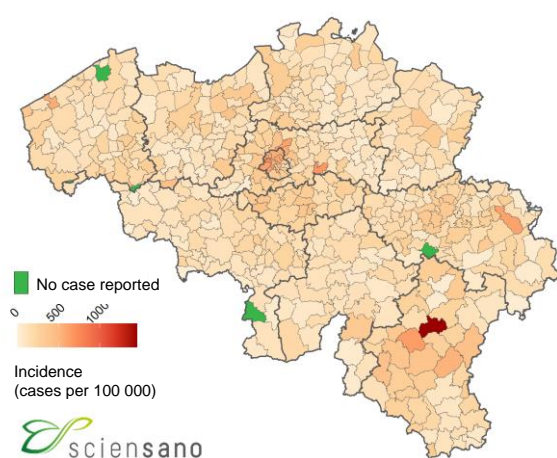 No case reported
0
500
1000
Incidence
(cases per 100 000)
sciensano